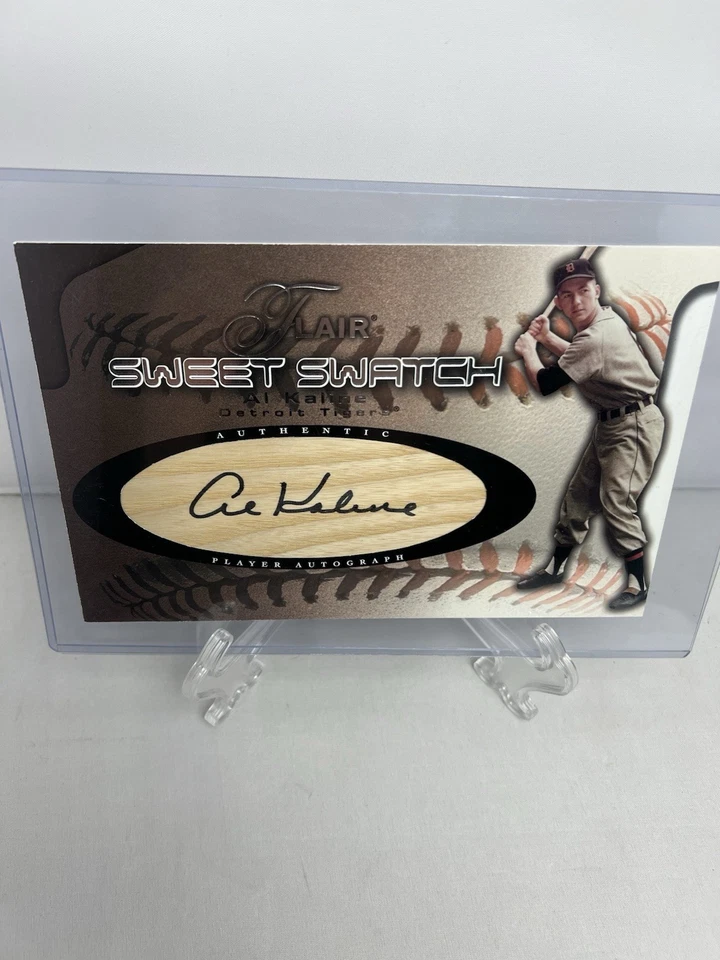 FLAIR®
SWEET SWATCH
Al Kaline
Detroit Tigers®
AUTHENTIC
Al Kaline
PLAYER AUTOGRAPH